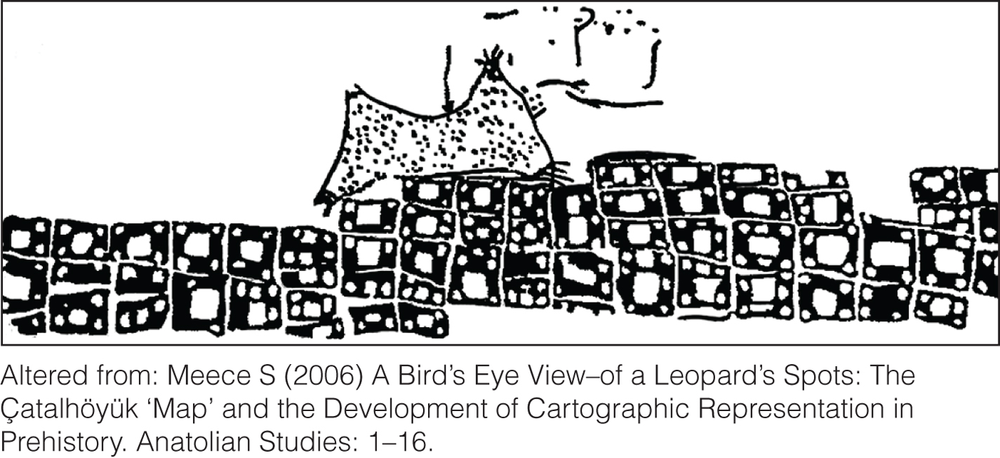 Altered from: Meece S (2006) A Bird’s Eye View–of a Leopard’s Spots: The
Çatalhöyük ‘Map’ and the Development of Cartographic Representation in
Prehistory. Anatolian Studies: 1–16.